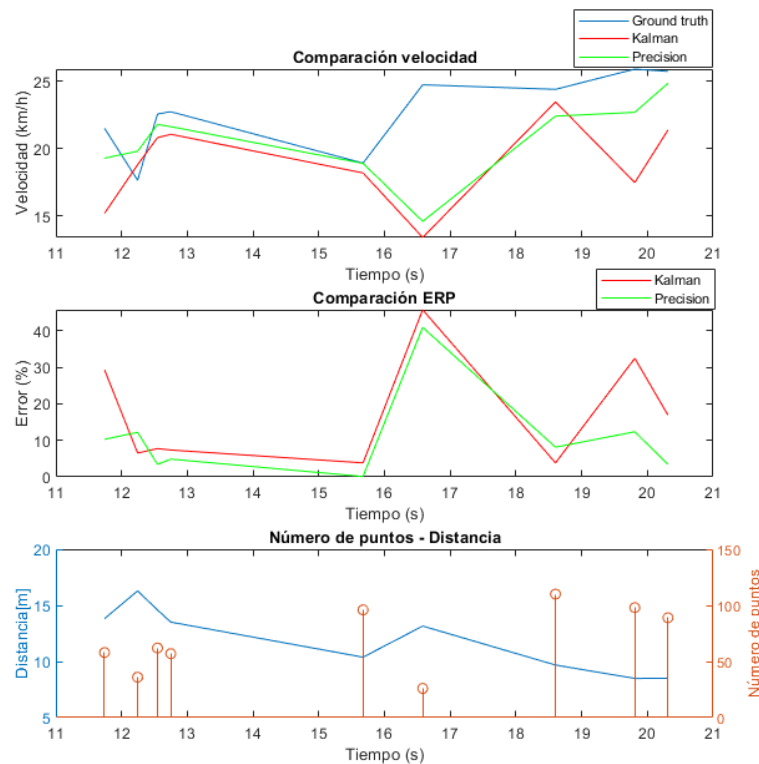 Ground truth
Kalman
Precision
Comparación velocidad
25
20
15
Velocidad (km/h)
11 12 13 14 15 16 17 18 19 20 21
Tiempo (s)
Kalman
Precision
Comparación ERP
40
30
20
10
0
Error (%)
11 12 13 14 15 16 17 18 19 20 21
Tiempo (s)
Número de puntos - Distancia
20
15
10
5
Distancia[m]
150
100
50
0
Número de puntos
11 12 13 14 15 16 17 18 19 20 21
Tiempo (s)